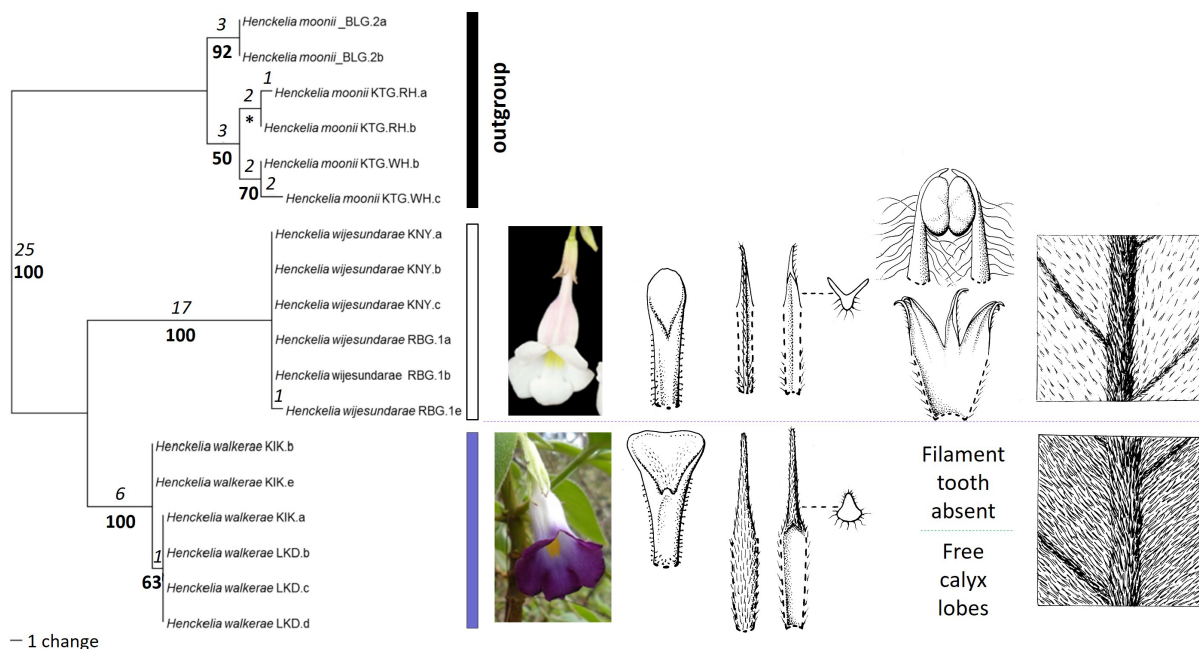 3
Henckelia moonii _BLG.2a
92
Henckelia moonii_BLG.2b
1
2
Henckelia moonii KTG.RH.a
*
3
Henckelia moonii KTG.RH.b
50
2
Henckelia moonii KTG.WH.b
70
2
Henckelia moonii KTG.WH.c
outgroup
25
100
Henckelia wijesundarae KNY.a
Henckelia wijesundarae KNY.b
17
Henckelia wijesundarae KNY.c
100
Henckelia wijesundarae RBG.1a
Henckelia wijesundarae RBG.1b
1
Henckelia wijesundarae RBG.1e
Henckelia walkerae KIK.b
Henckelia walkerae KIK.e
6
100
Henckelia walkerae KIK.a
1
Henckelia walkerae LKD.b
63
Henckelia walkerae LKD.c
Henckelia walkerae LKD.d
Filament
tooth
absent
Free
calyx
lobes
1 change